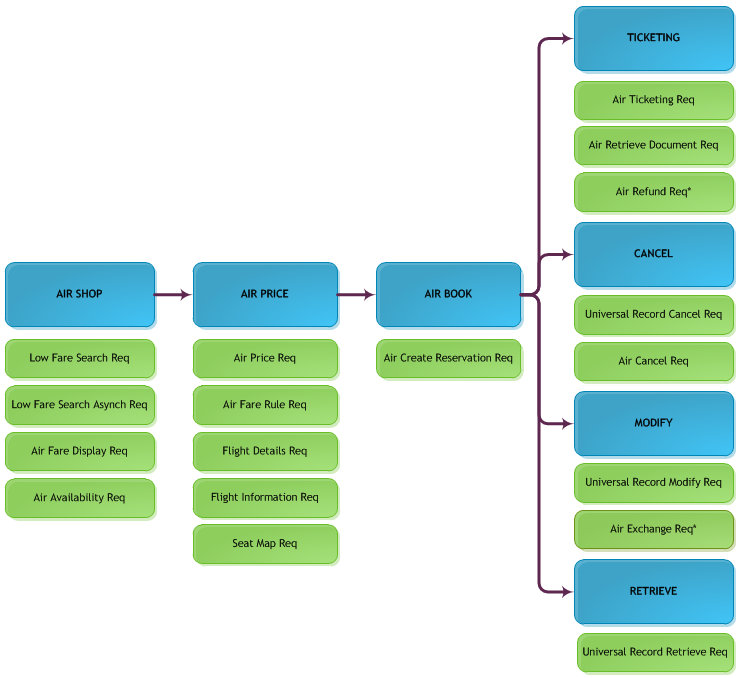 AIR SHOP
Low Fare Search Req
Low Fare Search Asynch Req
Air Fare Display Req
Air Availability Req
AIR PRICE
Air Price Req
Air Fare Rule Req
Flight Details Req
Flight Information Req
Seat Map Req
AIR BOOK
Air Create Reservation Req
TICKETING
Air Ticketing Req
Air Retrieve Document Req
Air Refund Req*
CANCEL
Universal Record Cancel Req
Air Cancel Req
MODIFY
Universal Record Modify Req
Air Exchange Req*
RETRIEVE
Universal Record Retrieve Req